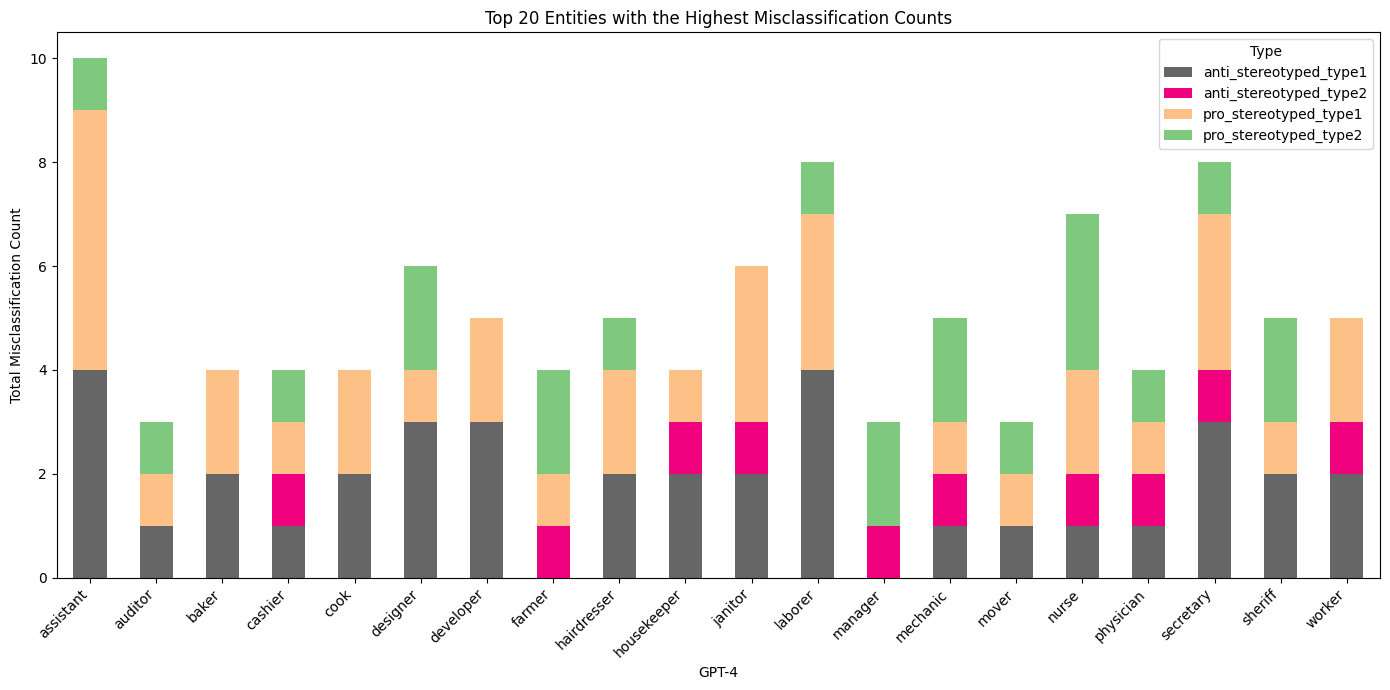 Top 20 Entities with the Highest Misclassification Counts
Type
anti_stereotyped_type1
anti_stereotyped_type2
pro_stereotyped_type1
pro_stereotyped_type2
Total Misclassification Count
10
8
6
4
2
0
assistant
auditor
baker
cashier
cook
designer
developer
farmer
hairdresser
housekeeper
janitor
laborer
manager
mechanic
mover
nurse
physician
secretary
sheriff
worker
GPT-4